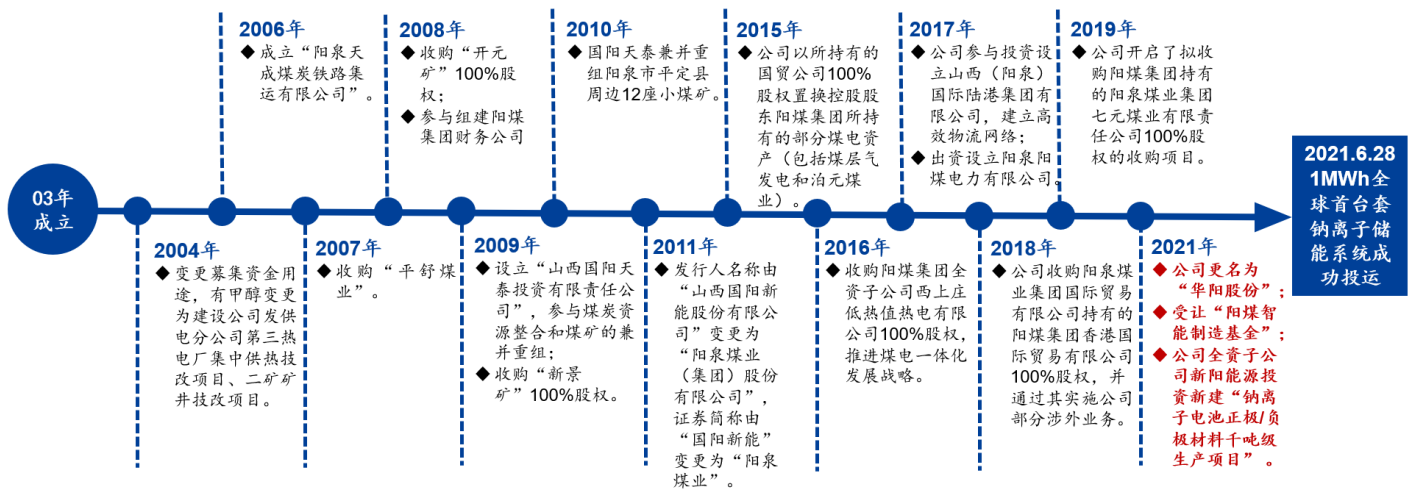 03年
成立
2006年
◆ 成立“阳泉天
成煤炭铁路集
运有限公司”。
2008年
◆ 收购“开元
矿”100%股
权;
◆ 参与组建阳煤
集团财务公司
2010年
◆ 国阳天泰兼并重
组阳泉市平定县
周边12座小煤矿。
2015年
◆ 公司以所持有的
国贸公司100%
股权置换控股股
东阳煤集团所持
有的部分煤电资
产（包括煤层气
发电和泊元煤
业）。
2017年
◆ 公司参与投资设
立山西（阳泉）
国际陆港集团有
限公司，建立高
效物流网络;
◆ 出资设立阳泉阳
煤电力有限公司。
2019年
◆ 公司开启了拟收
购阳煤集团持有
的阳泉煤业集团
七元煤业有限责
任公司100%股
权的收购项目。
2004年
◆ 变更募集资金用
途，有甲醇变更
为建设公司发供
电分公司第三热
电厂集中供热技
改项目、二矿矿
井技改项目。
2007年
◆ 收购“平舒煤
业”。
2009年
◆ 设立“山西国阳天
泰投资有限责任公
司”，参与煤炭资
源整合和煤矿的兼
并重组;
◆ 收购“新景
矿”100%股权。
2011年
◆ 发行人名称由
“山西国阳新
能股份有限公
司”变更为
“阳泉煤业
（集团）股份
有限公司”，
证券简称由
“国阳新能”
变更为“阳泉
煤业”。
2016年
◆ 收购阳煤集团全
资子公司西上庄
低热值热电有限
公司100%股权，
推进煤电一体化
发展战略。
2018年
◆ 公司收购阳泉煤
业集团国际贸易
有限公司持有的
阳煤集团香港国
际贸易有限公司
100%股权，并
通过其实施公司
部分涉外业务。
2021年
◆ 公司更名为
“华阳股份”;
◆ 受让“阳煤智
能制造基金”;
◆ 公司全资子公
司新阳能源投
资新建“钠离
子电池正极/负
极材料千吨级
生产项目”。
2021.6.28
1MWh全
球首台套
钠离子储
能系统成
功投运